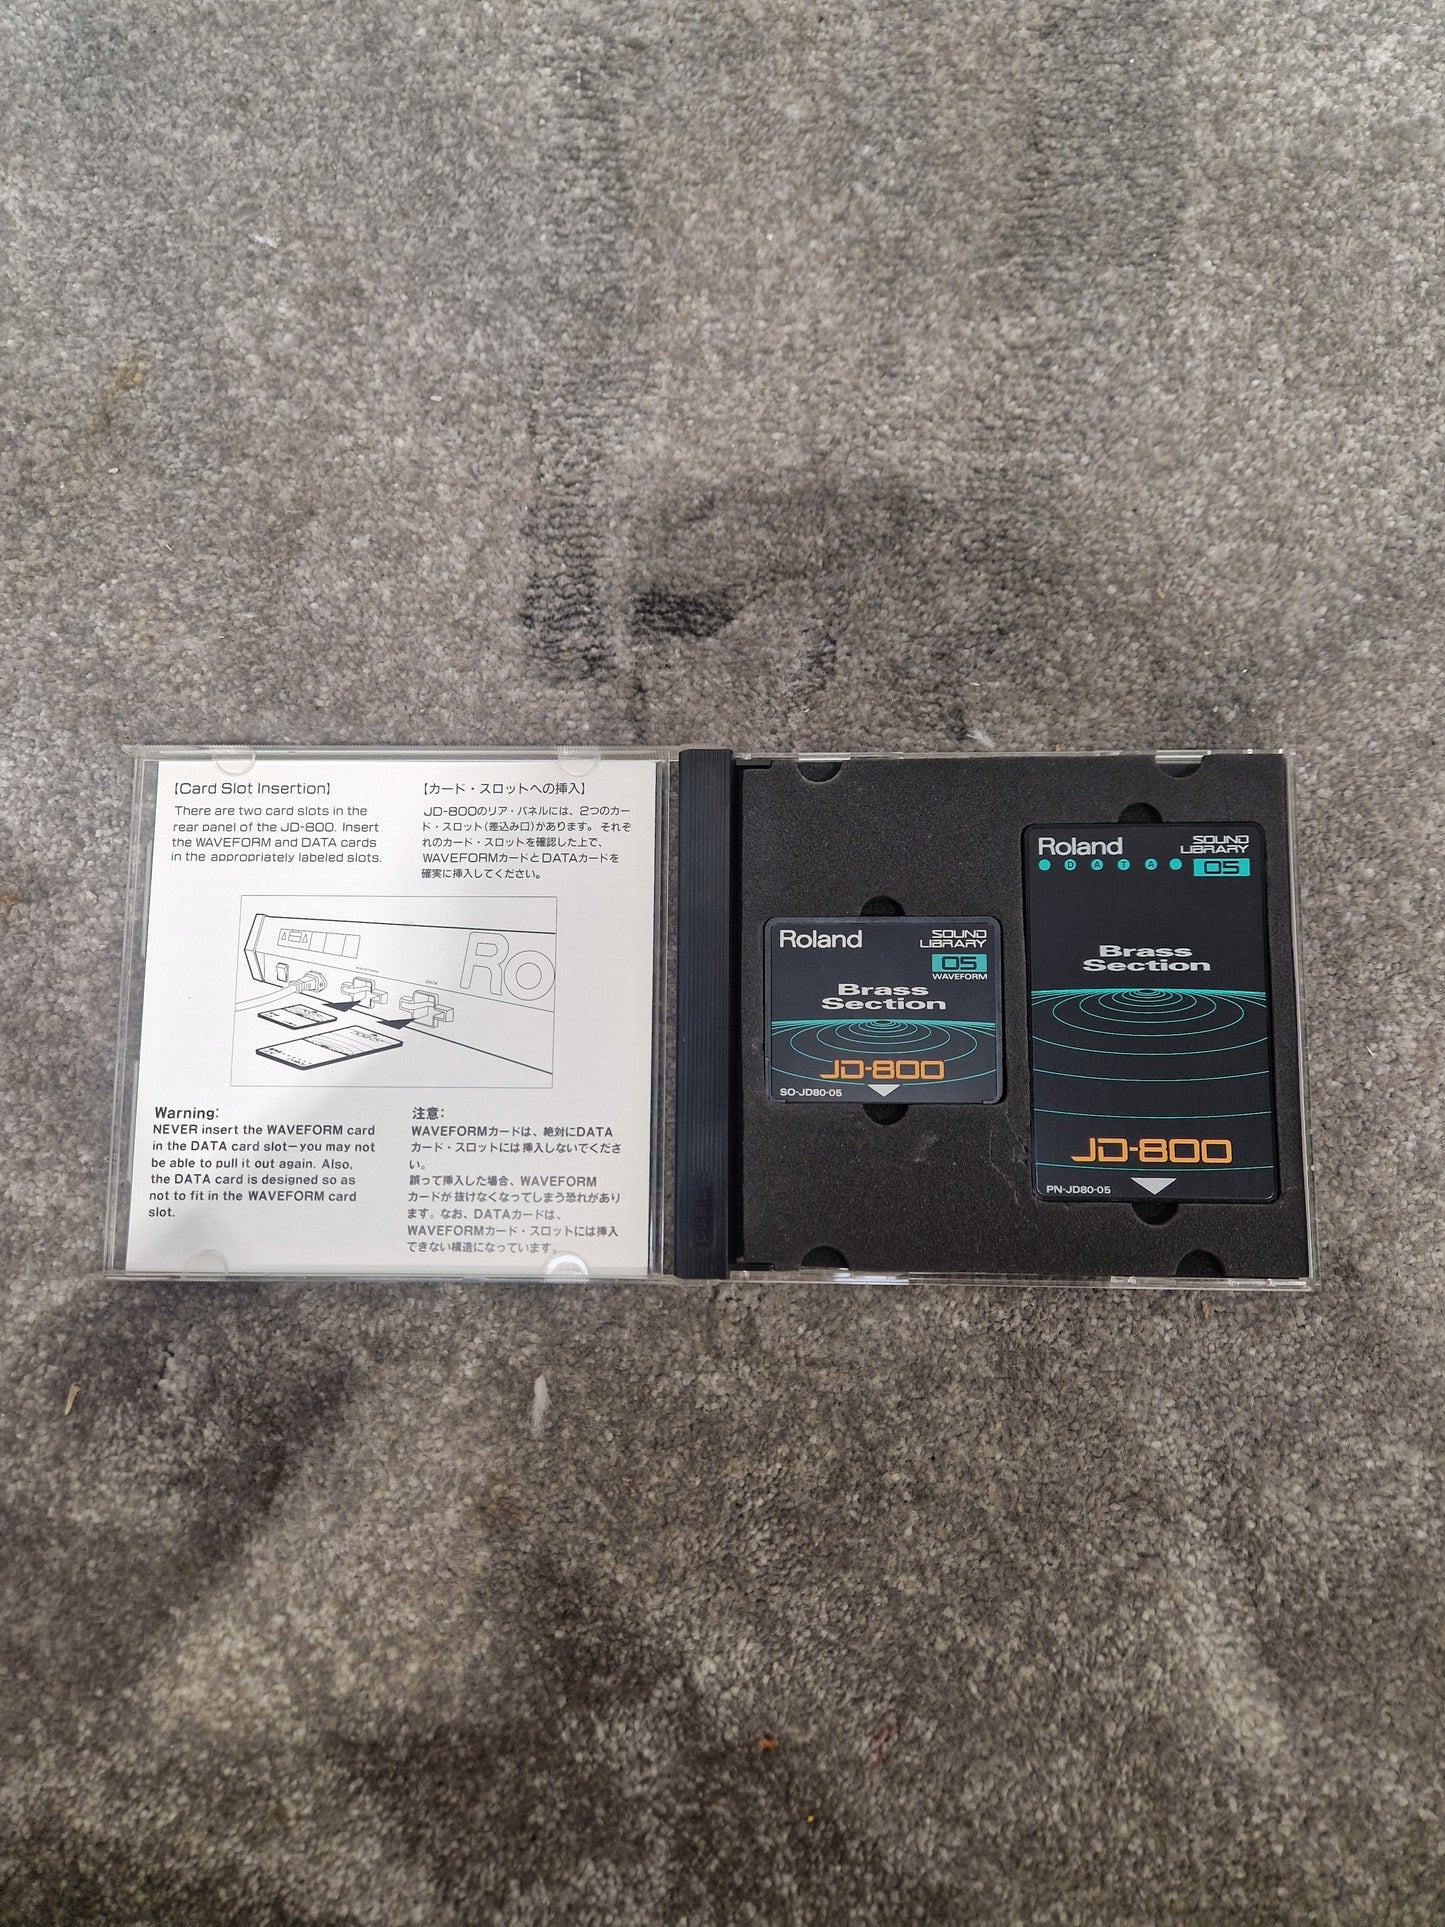 【Card Slot Insertion】
There are two card slots in the
rear panel of the JD-800. Insert
the WAVEFORM and DATA cards
in the appropriately labeled slots.
【カード・スロットへの挿入】
JD-800のリア・パネルには、2つのカー
ド・スロット(差込み口)があります。それぞ
れのカード・スロットを確認した上で、
WAVEFORMカードとDATAカードを
確実に挿入してください。
WAVEFORM
DATA
Ro
Warning:
NEVER insert the WAVEFORM card
in the DATA card slot—you may not
be able to pull it out again. Also,
the DATA card is designed so as
not to fit in the WAVEFORM card
slot.
注意:
WAVEFORMカードは、絶対にDATA
カード・スロットには挿入しないでくださ
い。
誤って挿入した場合、WAVEFORM
カードが抜けなくなってしまう恐れがあり
ます。なお、DATAカードは、
WAVEFORMカード・スロットには挿入
できない構造になっています。
Roland
SOUND
LIBRARY
05
WAVEFORM
Brass
Section
JD-800
SO-JD80-05
Roland
SOUND
LIBRARY
DATA
05
Brass
Section
JD-800
PN-JD80-05